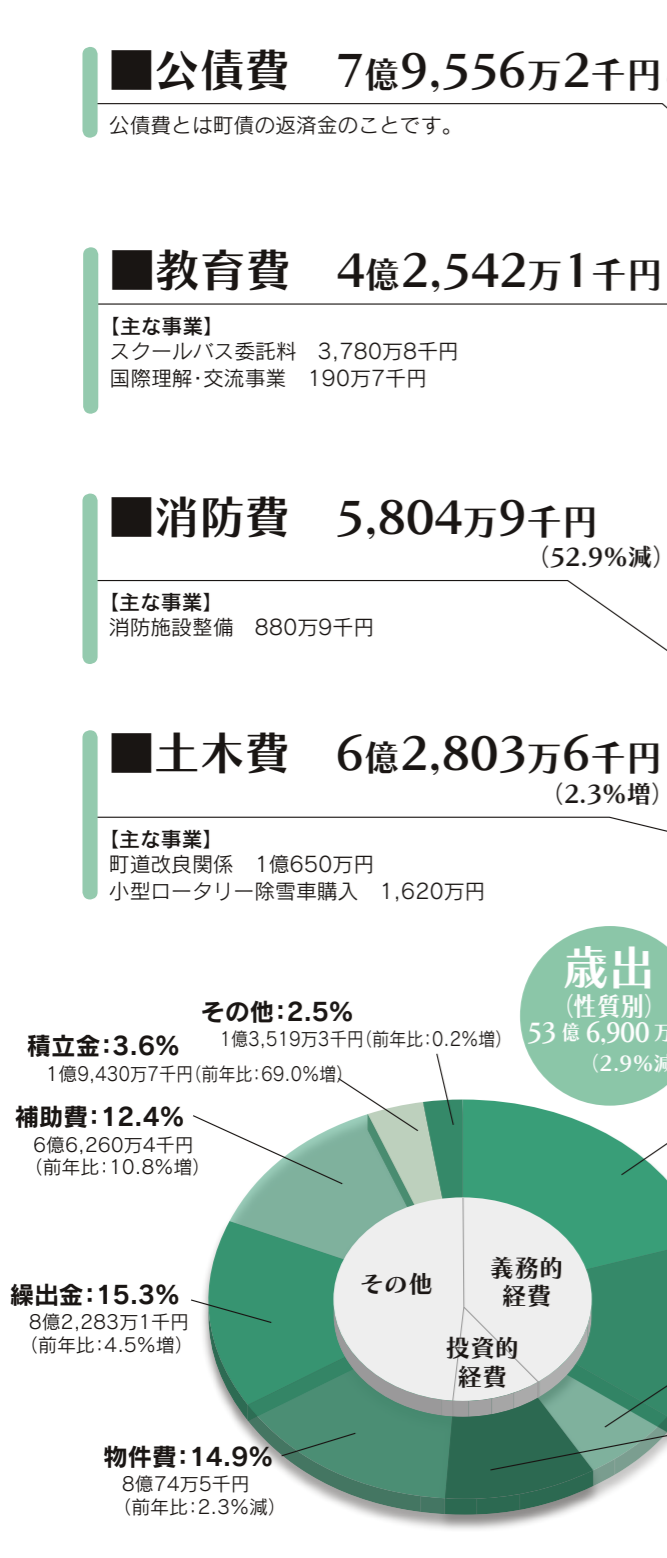 ■公債費　7億9,556万2千円
公債費とは町債の返済金のことです。
■教育費　4億2,542万1千円
【主な事業】
スクールバス委託料　3,780万8千円
国際理解・交流事業　190万7千円
■消防費　5,804万9千円
（52.9%減）
【主な事業】
消防施設整備　880万9千円
■土木費　6億2,803万6千円
（2.3%増）
【主な事業】
町道改良関係　1億650万円
小型ロータリー除雪車購入　1,620万円
歳出
（性質別）
53億6,900万
（2.9%減
その他：2.5%
1億3,519万3千円（前年比：0.2%増）
積立金：3.6%
1億9,430万7千円（前年比：69.0%増）
補助費：12.4%
6億6,260万4千円
（前年比：10.8%増）
繰出金：15.3%
8億2,283万1千円
（前年比：4.5%増）
物件費：14.9%
8億74万5千円
（前年比：2.3%減）
その他
義務的
経費
投資的
経費